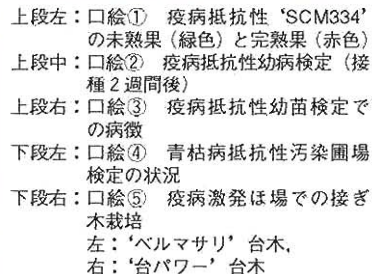 上段左：口絵① 疫病抵抗性 ‘SCM334’
の未熟果（緑色）と完熟果（赤色）
上段中：口絵② 疫病抵抗性幼病検定（接
種２週間後）
上段右：口絵③ 疫病抵抗性幼苗検定で
の病徴
下段左：口絵④ 青枯病抵抗性汚染圃場
検定の状況
下段右：口絵⑤ 疫病激発ほ場での接ぎ
木栽培
左：‘ベルマサリ’ 台木，
右：‘台パワー’ 台木